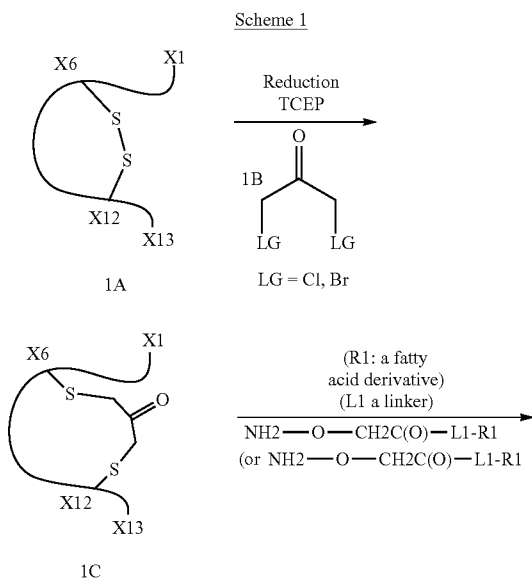 Scheme 1
X6
X1
S
S
X12
X13
1A
Reduction
TCEP
O
1B
LG
LG
LG = Cl, Br
X6
X1
S
O
S
X12
X13
1C
(R1: a fatty
acid derivative)
(L1 a linker)
NH2—O—CH2C(O)—L1-R1
(or NH2—O—CH2C(O)—L1-R1